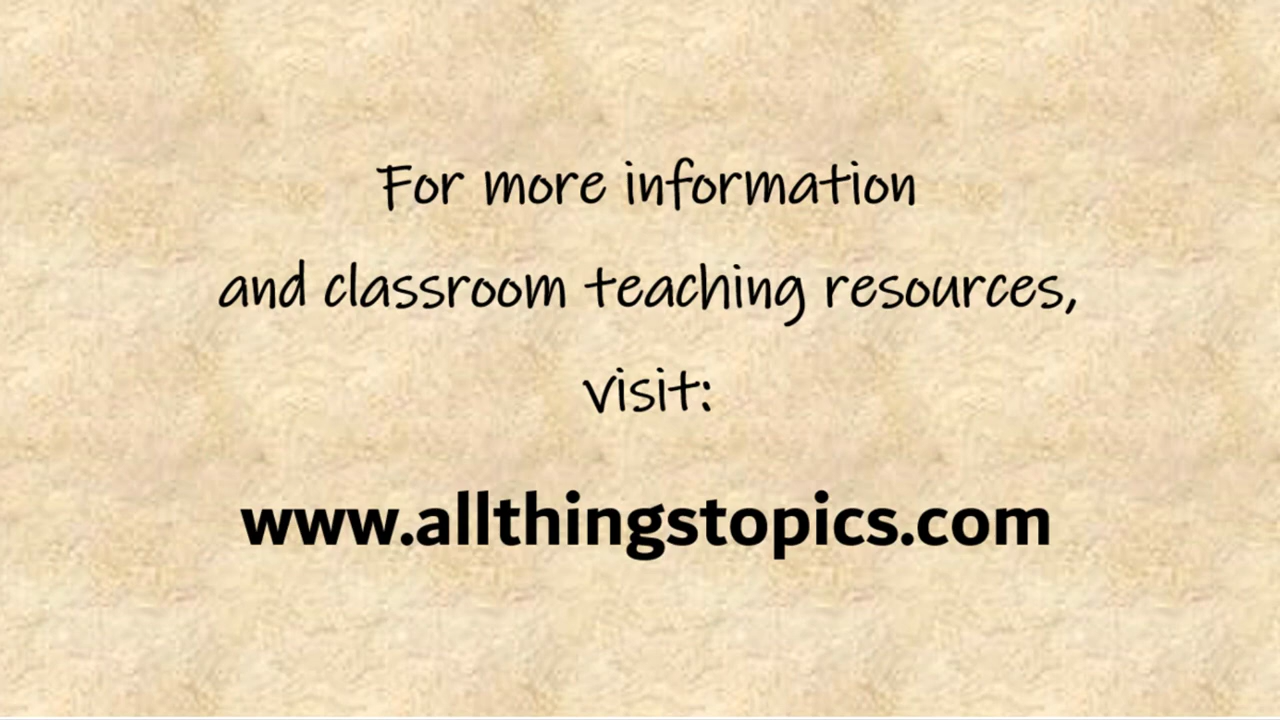 For more information
and classroom teaching resources,
visit:
www.allthingstopics.com